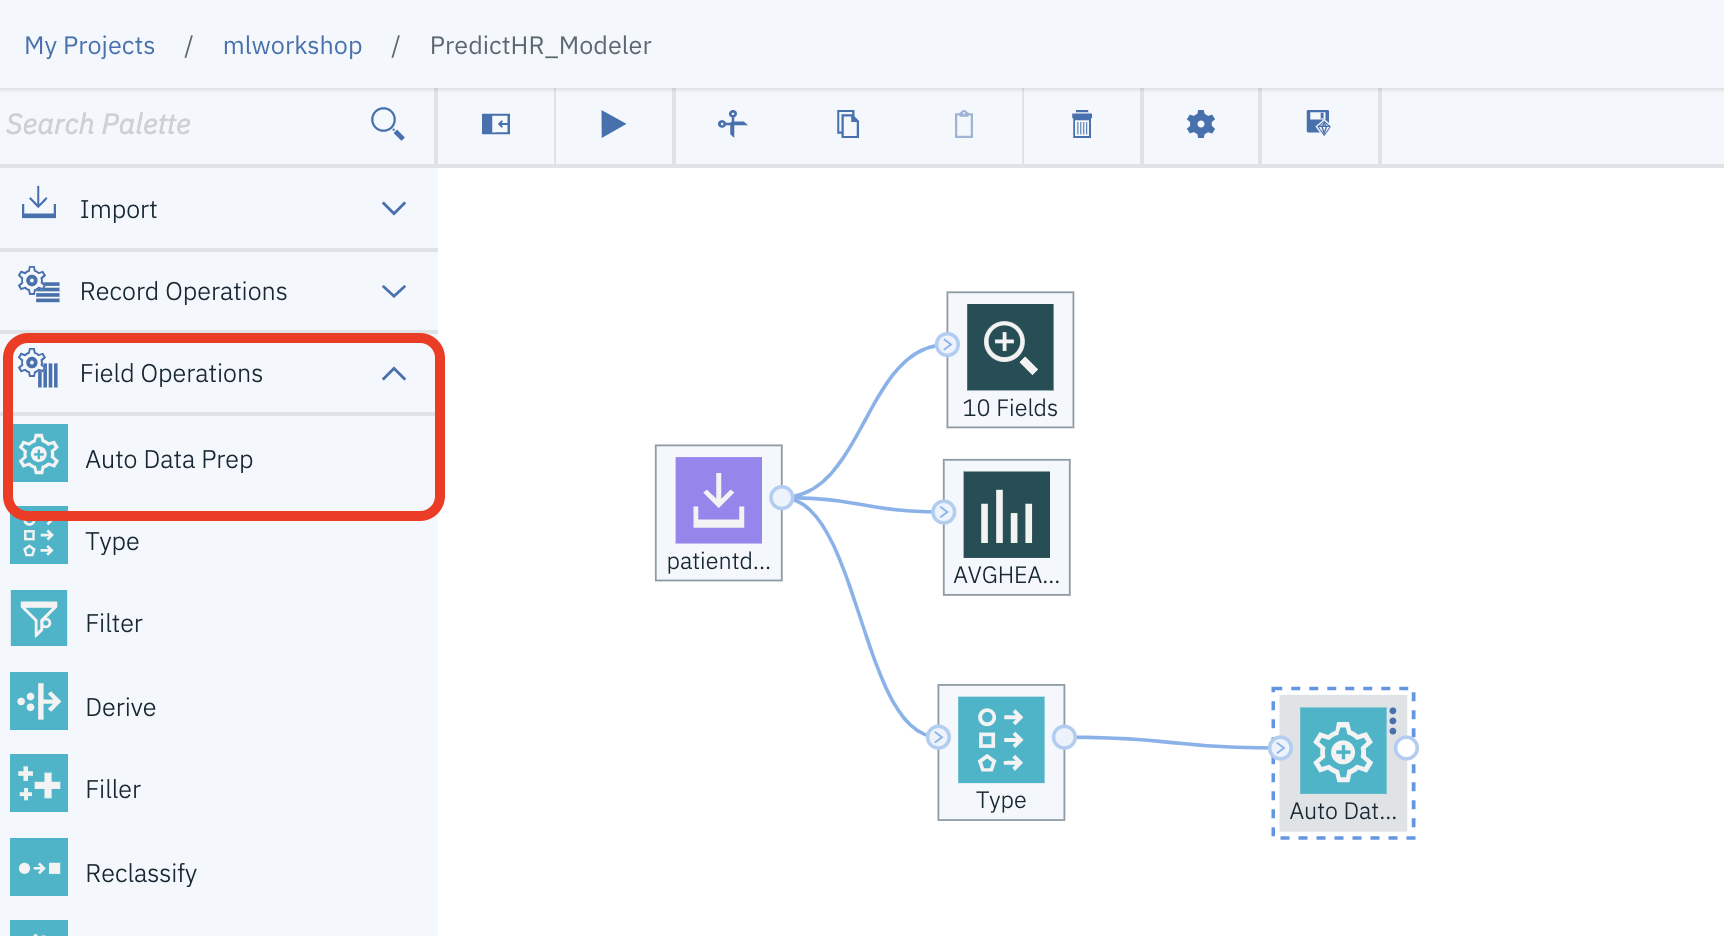 My Projects / mlworkshop / PredictHR_Modeler
Search Palette
Import
Record Operations
Field Operations
Auto Data Prep
Type
Filter
Derive
Filler
Reclassify
10 Fields
patientd...
AVGHEA...
Type
Auto Dat...